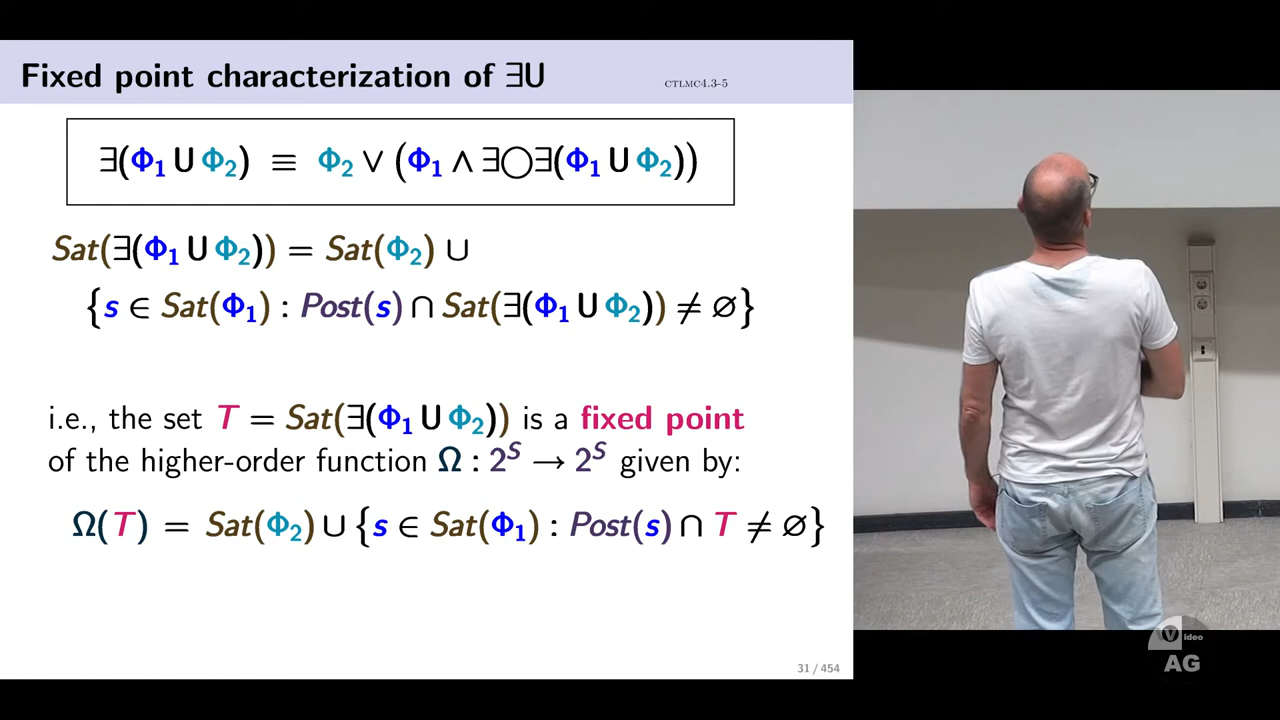 Fixed point characterization of ∃U
CTLMC4.3-5
∃(Φ₁ U Φ₂) ≡ Φ₂ ∨ (Φ₁ ∧ ∃◯∃(Φ₁ U Φ₂))
Sat(∃(Φ₁ U Φ₂)) = Sat(Φ₂) ∪
{s ∈ Sat(Φ₁) : Post(s) ∩ Sat(∃(Φ₁ U Φ₂)) ≠ ∅}
i.e., the set T = Sat(∃(Φ₁ U Φ₂)) is a fixed point
of the higher-order function Ω : 2^S → 2^S given by:
Ω(T) = Sat(Φ₂) ∪ {s ∈ Sat(Φ₁) : Post(s) ∩ T ≠ ∅}
31 / 454
Video
AG